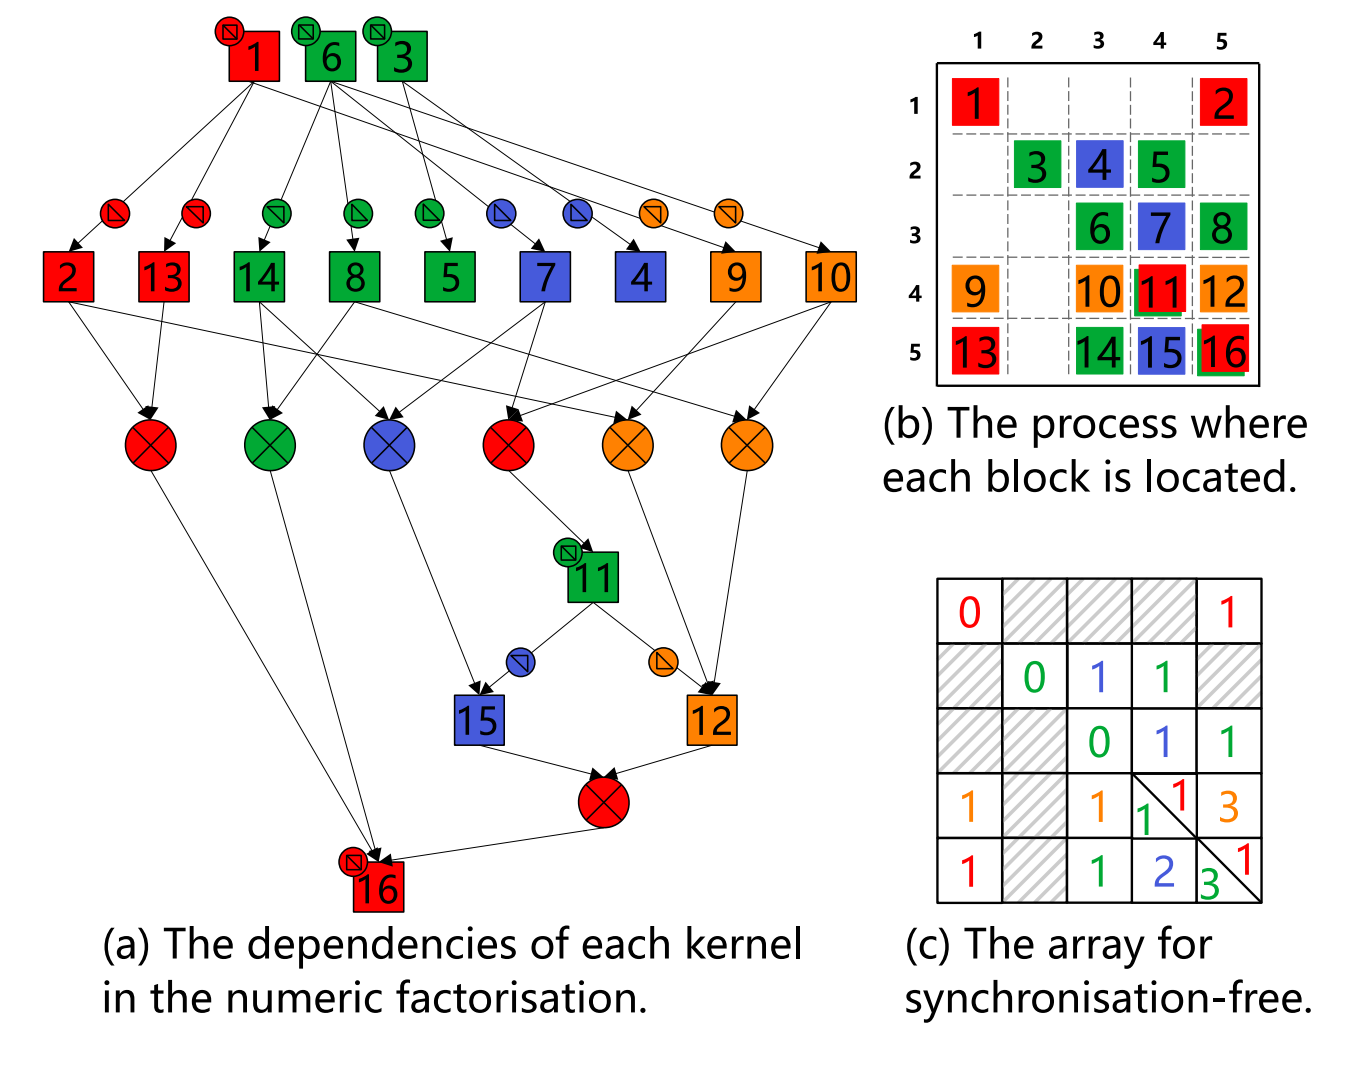 1 6 3
2 13 14 8 5 7 4 9 10
11
15 12
16
(a) The dependencies of each kernel
in the numeric factorisation.
1 2 3 4 5
1 1 2
2 3 4 5
3 6 7 8
4 9 10 11 12
5 13 14 15 16
(b) The process where
each block is located.
0 1
0 1 1
0 1 1
1 1 1 1 3
1 1 2 3 1
(c) The array for
synchronisation-free.